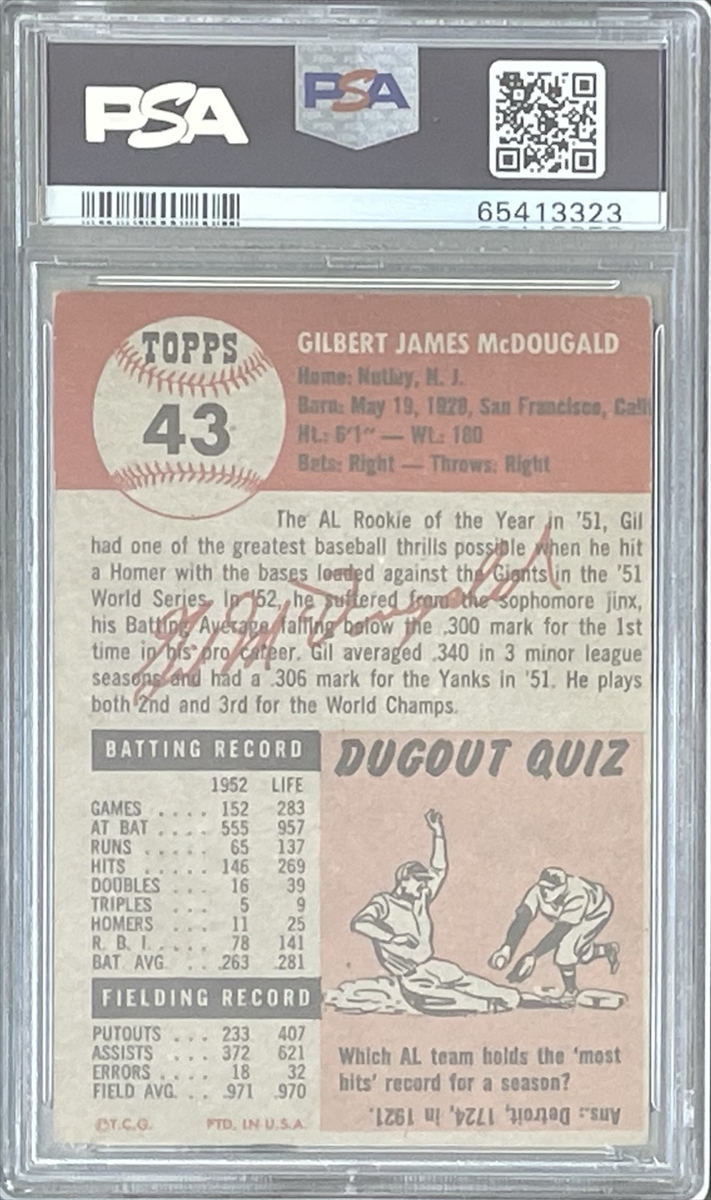 PSA
PSA
65413323
TOPPS
43
GILBERT JAMES McDOUGALD
Home: Nutley, N. J.
Born: May 19, 1928, San Francisco, Cali
Ht.: 6'1" — Wt.: 180
Bats: Right — Throws: Right
The AL Rookie of the Year in '51, Gil
had one of the greatest baseball thrills possible when he hit
a Homer with the bases loaded against the Giants in the '51
World Series. In '52, he suffered from the sophomore jinx,
his Batting Average falling below the .300 mark for the 1st
time in his pro career. Gil averaged .340 in 3 minor league
seasons and had a .306 mark for the Yanks in '51. He plays
both 2nd and 3rd for the World Champs.
Gil McDougald
BATTING RECORD
1952 LIFE
GAMES .... 152 283
AT BAT .... 555 957
RUNS ..... 65 137
HITS ..... 146 269
DOUBLES ... 16 39
TRIPLES ... 5 9
HOMERS ... 11 25
R. B. I. .... 78 141
BAT. AVG. .. .263 .281
FIELDING RECORD
PUTOUTS ... 233 407
ASSISTS ... 372 621
ERRORS .... 18 32
FIELD AVG. .. .971 .970
©T.C.G. PTD. IN U.S.A.
DUGOUT QUIZ
Which AL team holds the 'most
hits' record for a season?
Ans.: Detroit, 1724, in 1921.